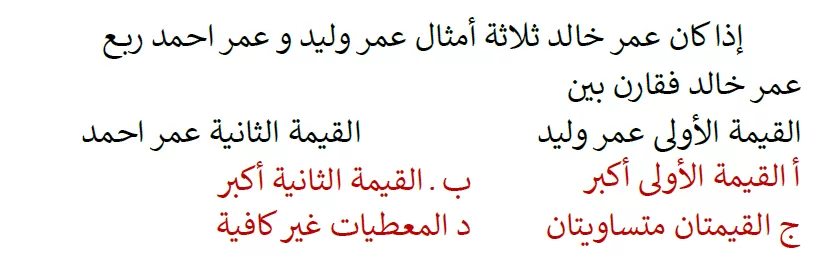 إذا كان عمر خالد ثلاثة أمثال عمر وليد و عمر احمد ربع
عمر خالد فقارن بين
القيمة الأولى عمر وليد القيمة الثانية عمر احمد
أ القيمة الأولى أكبر ب . القيمة الثانية أكبر
ج القيمتان متساويتان د المعطيات غير كافية